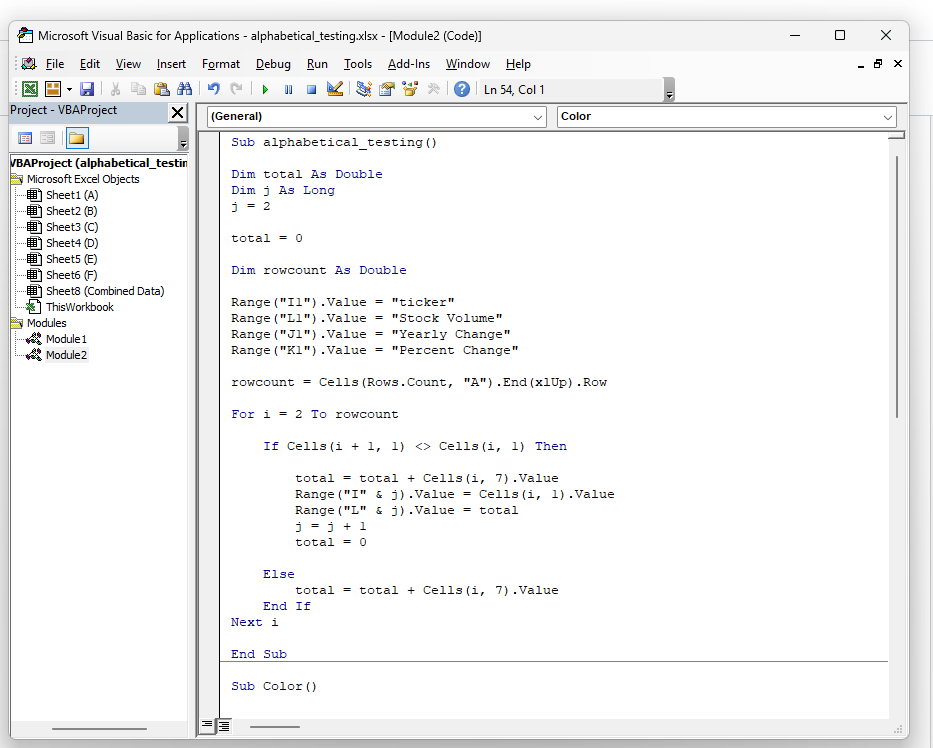 Microsoft Visual Basic for Applications - alphabetical_testing.xlsx - [Module2 (Code)]
File Edit View Insert Format Debug Run Tools Add-Ins Window Help
Ln 54, Col 1
Project - VBAProject
(General)
Color
VBAProject (alphabetical_testin
Microsoft Excel Objects
Sheet1 (A)
Sheet2 (B)
Sheet3 (C)
Sheet4 (D)
Sheet5 (E)
Sheet6 (F)
Sheet8 (Combined Data)
ThisWorkbook
Modules
Module1
Module2
Sub alphabetical_testing()
Dim total As Double
Dim j As Long
j = 2
total = 0
Dim rowcount As Double
Range("I1").Value = "ticker"
Range("L1").Value = "Stock Volume"
Range("J1").Value = "Yearly Change"
Range("K1").Value = "Percent Change"
rowcount = Cells(Rows.Count, "A").End(xlUp).Row
For i = 2 To rowcount
If Cells(i + 1, 1) <> Cells(i, 1) Then
total = total + Cells(i, 7).Value
Range("I" & j).Value = Cells(i, 1).Value
Range("L" & j).Value = total
j = j + 1
total = 0
Else
total = total + Cells(i, 7).Value
End If
Next i
End Sub
Sub Color()